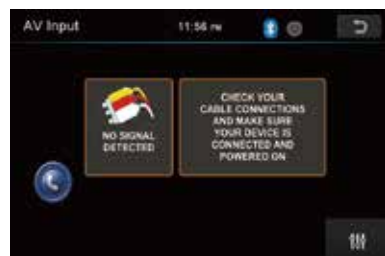 AV Input
11:56 PM
NO SIGNAL
DETECTED
CHECK YOUR
CABLE CONNECTIONS
AND MAKE SURE
YOUR DEVICE IS
CONNECTED AND
POWERED ON